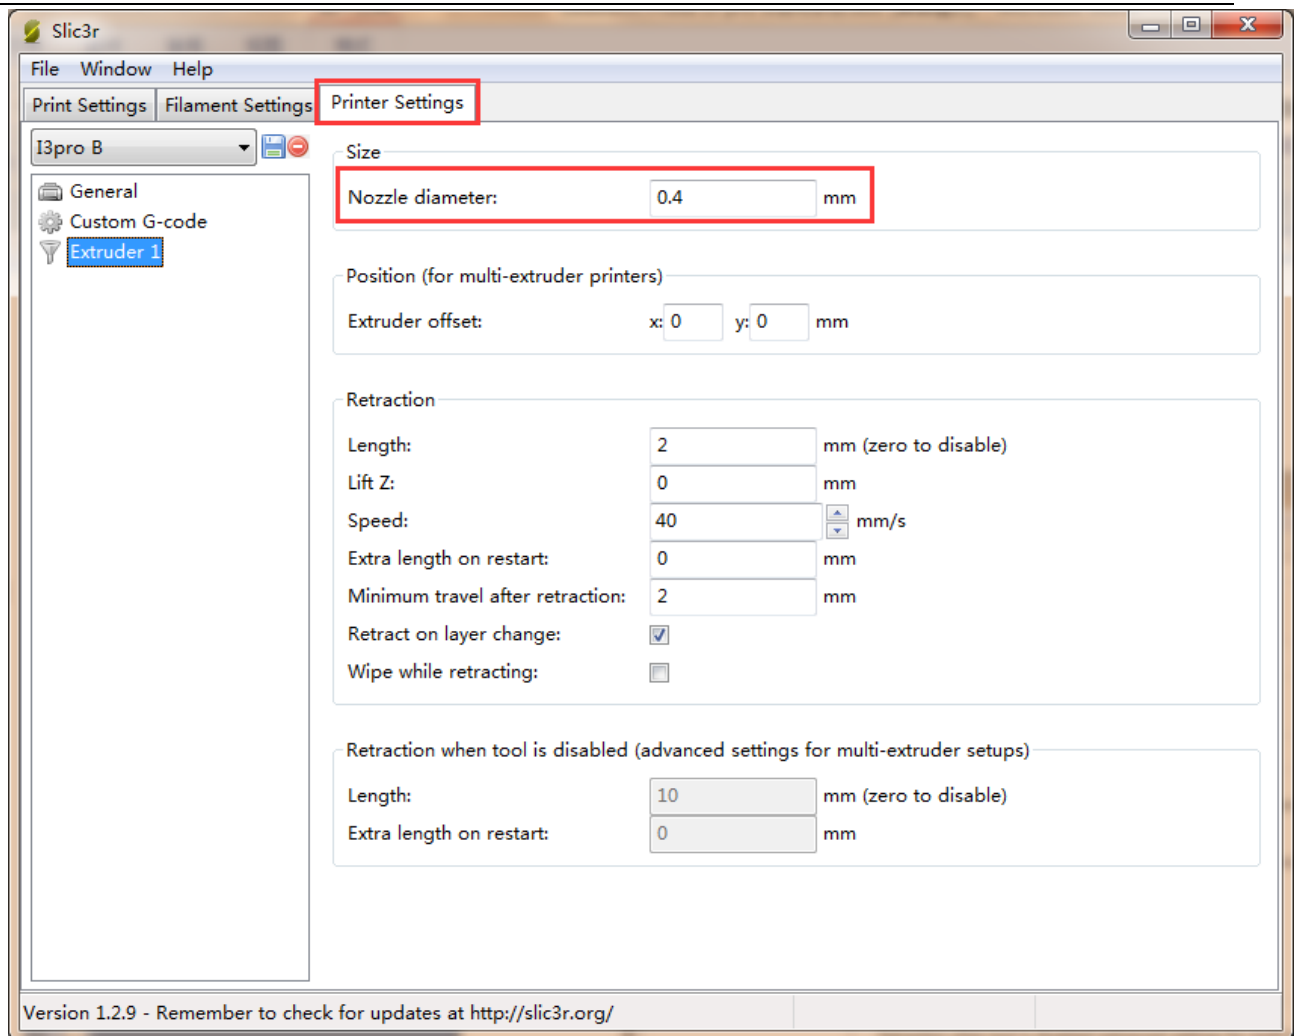 Slic3r
File Window Help
Print Settings Filament Settings Printer Settings
I3pro B
General
Custom G-code
Extruder 1
Size
Nozzle diameter: 0.4 mm
Position (for multi-extruder printers)
Extruder offset: x: 0 y: 0 mm
Retraction
Length: 2 mm (zero to disable)
Lift Z: 0 mm
Speed: 40 mm/s
Extra length on restart: 0 mm
Minimum travel after retraction: 2 mm
Retract on layer change:
Wipe while retracting:
Retraction when tool is disabled (advanced settings for multi-extruder setups)
Length: 10 mm (zero to disable)
Extra length on restart: 0 mm
Version 1.2.9 - Remember to check for updates at http://slic3r.org/